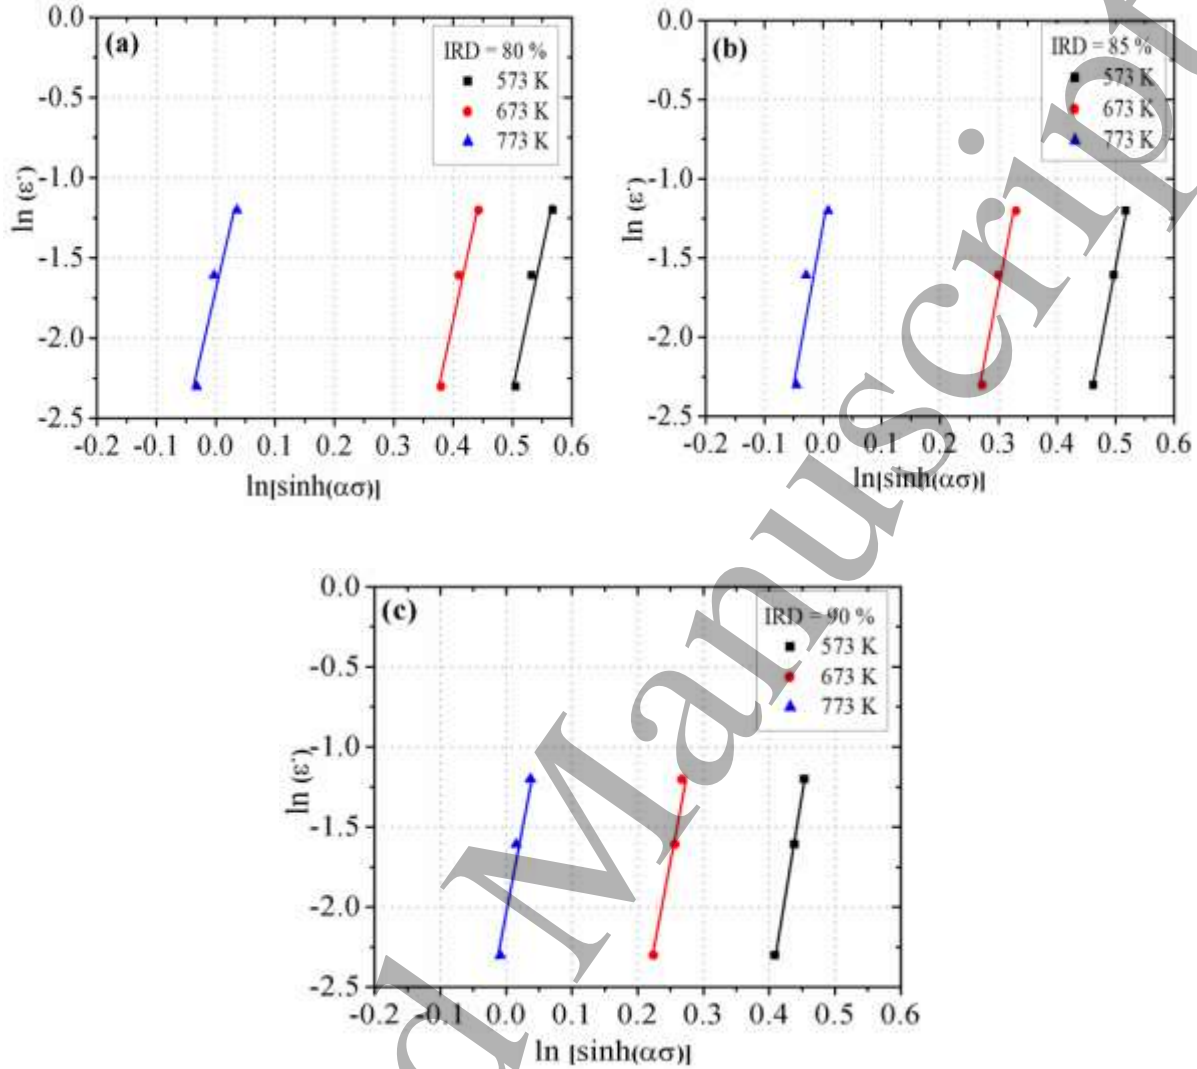 (a)
IRD = 80 %
573 K
673 K
773 K
0.0
-0.5
-1.0
-1.5
-2.0
-2.5
ln (ε˙)
-0.2 -0.1 0.0 0.1 0.2 0.3 0.4 0.5 0.6
ln[sinh(ασ)]
(b)
IRD = 85 %
573 K
673 K
773 K
0.0
-0.5
-1.0
-1.5
-2.0
-2.5
ln (ε˙)
-0.2 -0.1 0.0 0.1 0.2 0.3 0.4 0.5 0.6
ln[sinh(ασ)]
(c)
IRD = 90 %
573 K
673 K
773 K
0.0
-0.5
-1.0
-1.5
-2.0
-2.5
ln (ε˙)
-0.2 -0.1 0.0 0.1 0.2 0.3 0.4 0.5 0.6
ln [sinh(ασ)]
d Manuscript